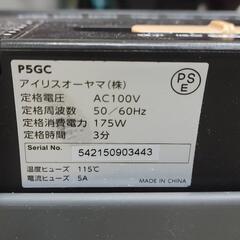 P5GC
アイリスオーヤマ（株）
PS
E
定格電圧 AC100V
定格周波数 50／60Hz
定格消費電力 175W
定格時間 3分
Serial No. 542150903443
温度ヒューズ 115℃
電流ヒューズ 5A
MADE IN CHINA